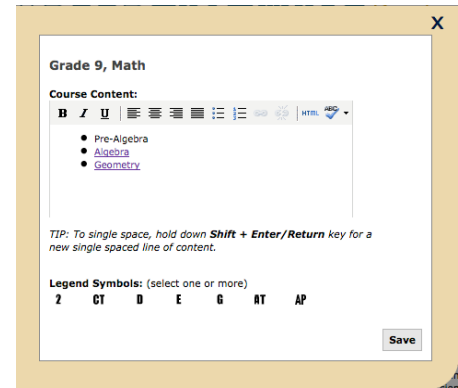 X
Grade 9, Math
Course Content:
B I U HTML ABC
Pre-Algebra
Algebra
Geometry
TIP: To single space, hold down Shift + Enter/Return key for a
new single spaced line of content.
Legend Symbols: (select one or more)
2 CT D E G AT AP
Save